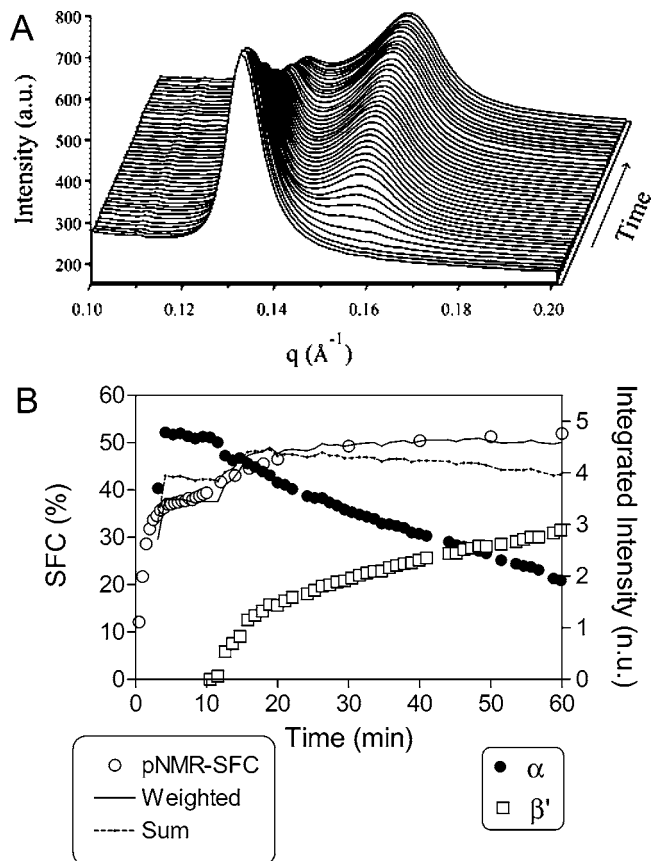 A
Intensity (a.u.)
800
700
600
500
400
300
200
0.10
0.12
0.14
0.16
0.18
0.20
q (Å⁻¹)
Time
B
SFC (%)
60
50
40
30
20
10
0
0
10
20
30
40
50
60
Time (min)
5
4
3
2
1
0
Integrated Intensity (n.u.)
pNMR-SFC
Weighted
Sum
α
β'